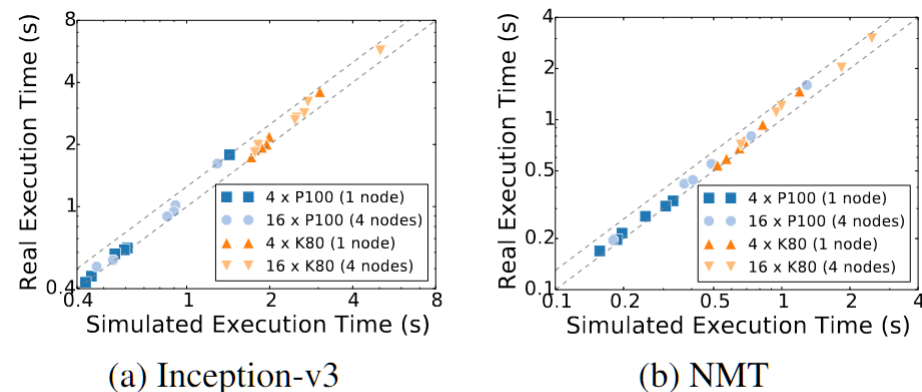 Real Execution Time (s)
8
4
2
1
0.4
4 x P100 (1 node)
16 x P100 (4 nodes)
4 x K80 (1 node)
16 x K80 (4 nodes)
0.4 1 2 4 8
Simulated Execution Time (s)
(a) Inception-v3
Real Execution Time (s)
4
2
1
0.5
0.2
0.1
4 x P100 (1 node)
16 x P100 (4 nodes)
4 x K80 (1 node)
16 x K80 (4 nodes)
0.1 0.2 0.5 1 2 4
Simulated Execution Time (s)
(b) NMT